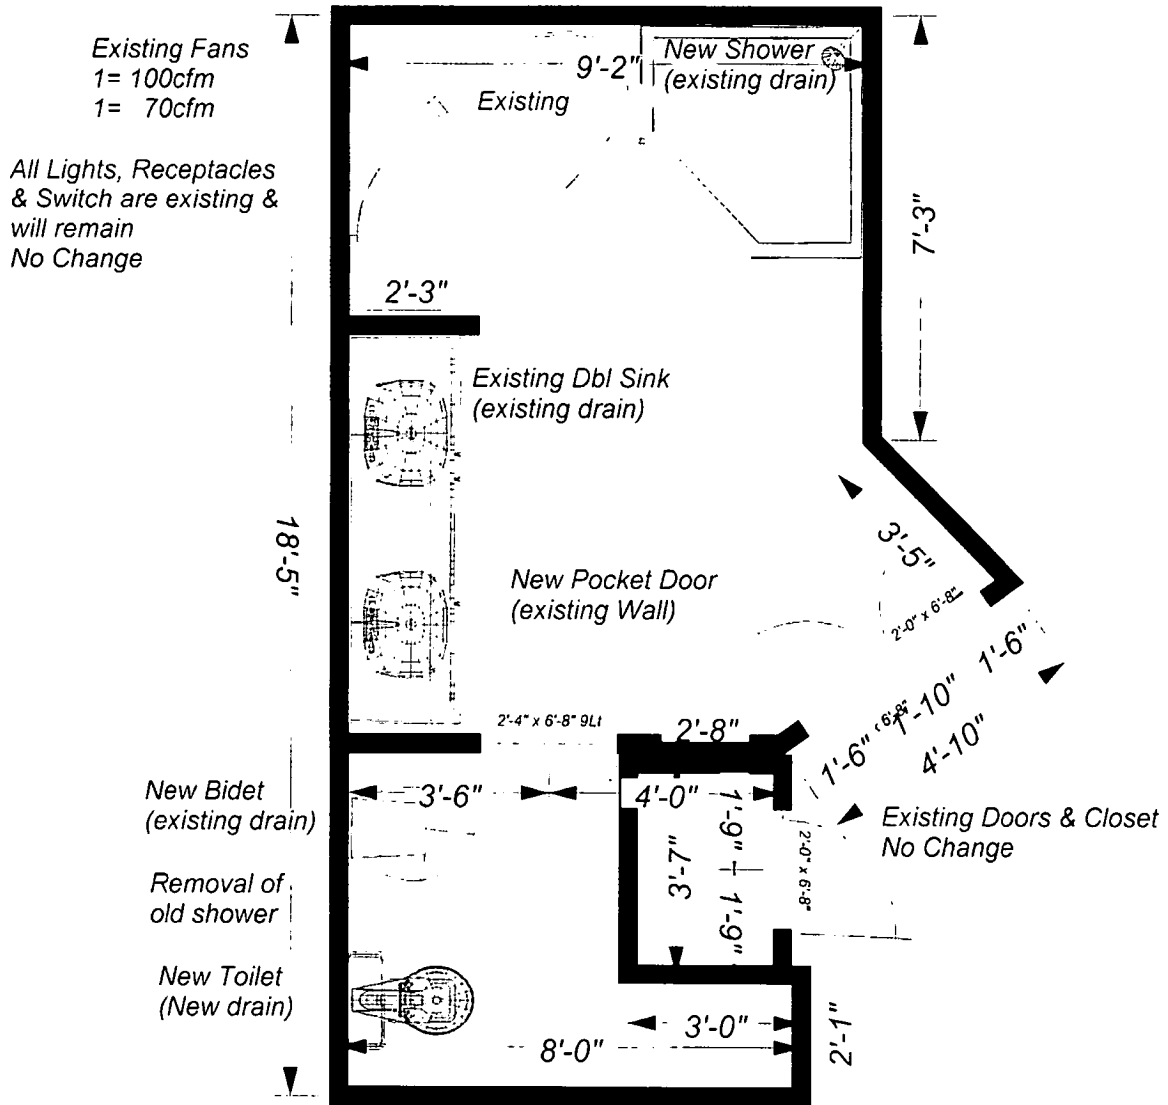 Existing Fans
1= 100cfm
1= 70cfm
All Lights, Receptacles
& Switch are existing &
will remain
No Change
New Shower
(existing drain)
9'-2"
Existing
7'-3"
2'-3"
Existing Dbl Sink
(existing drain)
18'-5"
3'-5"
New Pocket Door
(existing Wall)
2'-0" x 6'-8"
1'-6"
1'-10"
1'-6"
4'-10"
2'-4" x 6'-8" 9Lt
2'-8"
New Bidet
(existing drain)
3'-6"
4'-0"
Existing Doors & Closet
No Change
1'-9"
3'-7"
2'-0" x 6'-8"
1'-9"
Removal of
old shower
New Toilet
(New drain)
3'-0"
2'-1"
8'-0"